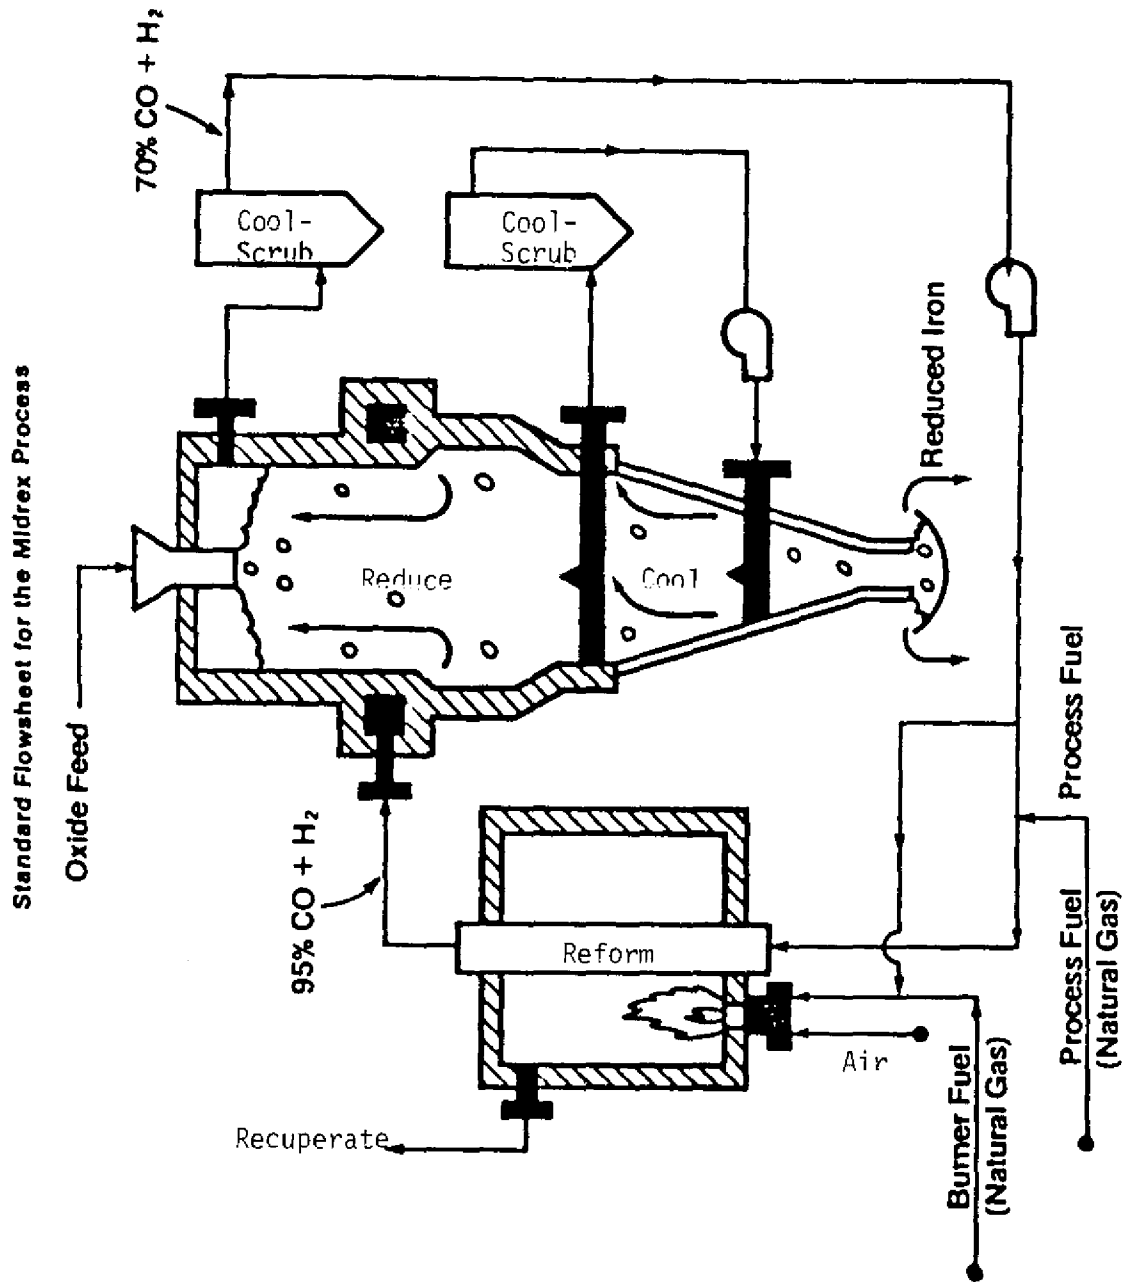 Standard Flowsheet for the Midrex Process
Oxide Feed
70% CO + H₂
Cool-
Scrub
Cool-
Scrub
Reduce
Cool
Reduced Iron
95% CO + H₂
Reform
Air
Recuperate
Process Fuel
Burner Fuel
(Natural Gas)
Process Fuel
(Natural Gas)